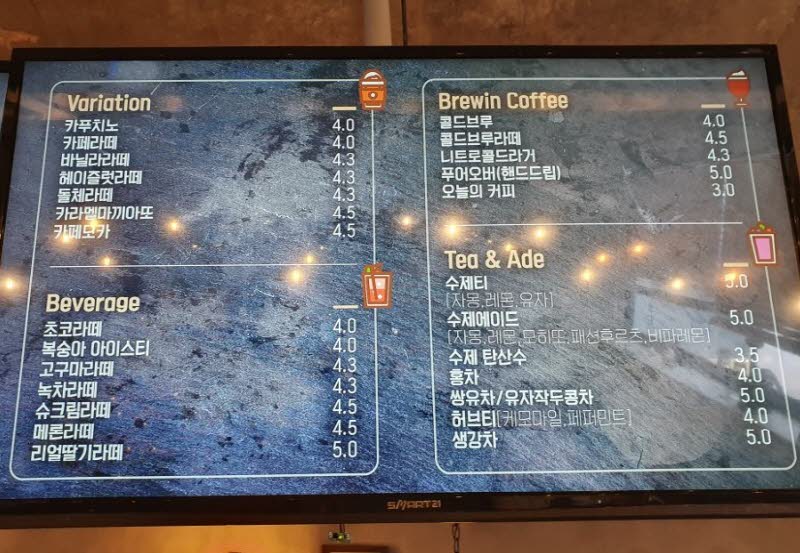 Variation
카푸치노 4.0
카페라떼 4.0
바닐라라떼 4.3
헤이즐럿라떼 4.3
돌체라떼 4.3
카라멜마끼아또 4.5
카페모카 4.5
Beverage
초코라떼 4.0
복숭아 아이스티 4.0
고구마라떼 4.3
녹차라떼 4.3
슈크림라떼 4.5
메론라떼 4.5
리얼딸기라떼 5.0
Brewin Coffee
콜드브루 4.0
콜드브루라떼 4.5
니트로콜드라거 4.3
푸어오버(핸드드립) 5.0
오늘의 커피 3.0
Tea & Ade
수제티 5.0
[자몽,레몬,유자]
수제에이드 5.0
[자몽,레몬,모히또,패션후르츠,비파레몬]
수제 탄산수 3.5
홍차 4.0
쌍유차/유자작두콩차 5.0
허브티[케모마일,페퍼민트] 4.0
생강차 5.0
SMART21